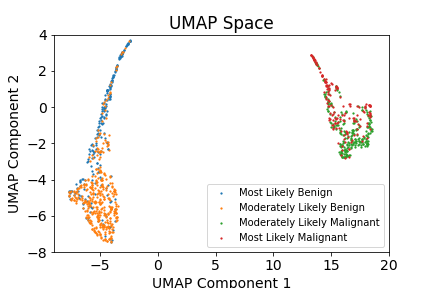 UMAP Space
UMAP Component 2
4
2
0
−2
−4
−6
−8
−5
0
5
10
15
20
UMAP Component 1
Most Likely Benign
Moderately Likely Benign
Moderately Likely Malignant
Most Likely Malignant